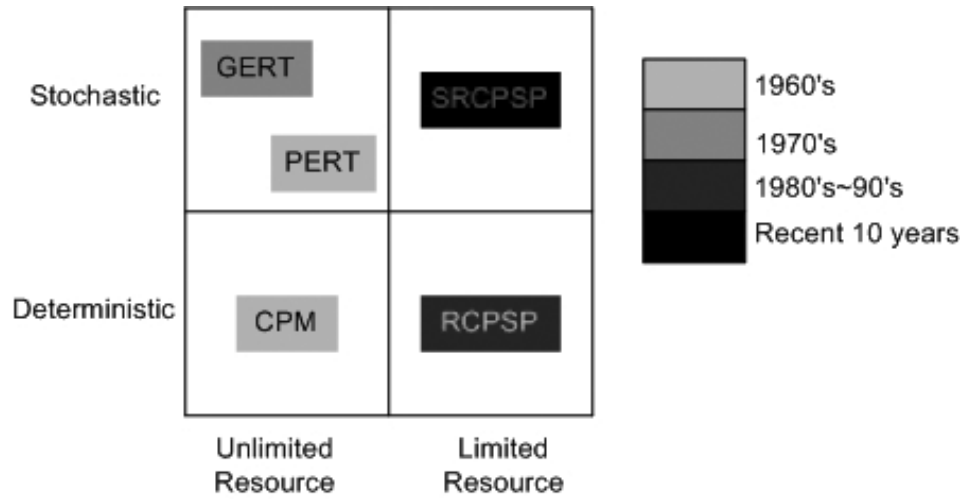 GERT
Stochastic
SRCPSP
PERT
Deterministic
CPM
RCPSP
Unlimited
Resource
Limited
Resource
1960's
1970's
1980's~90's
Recent 10 years